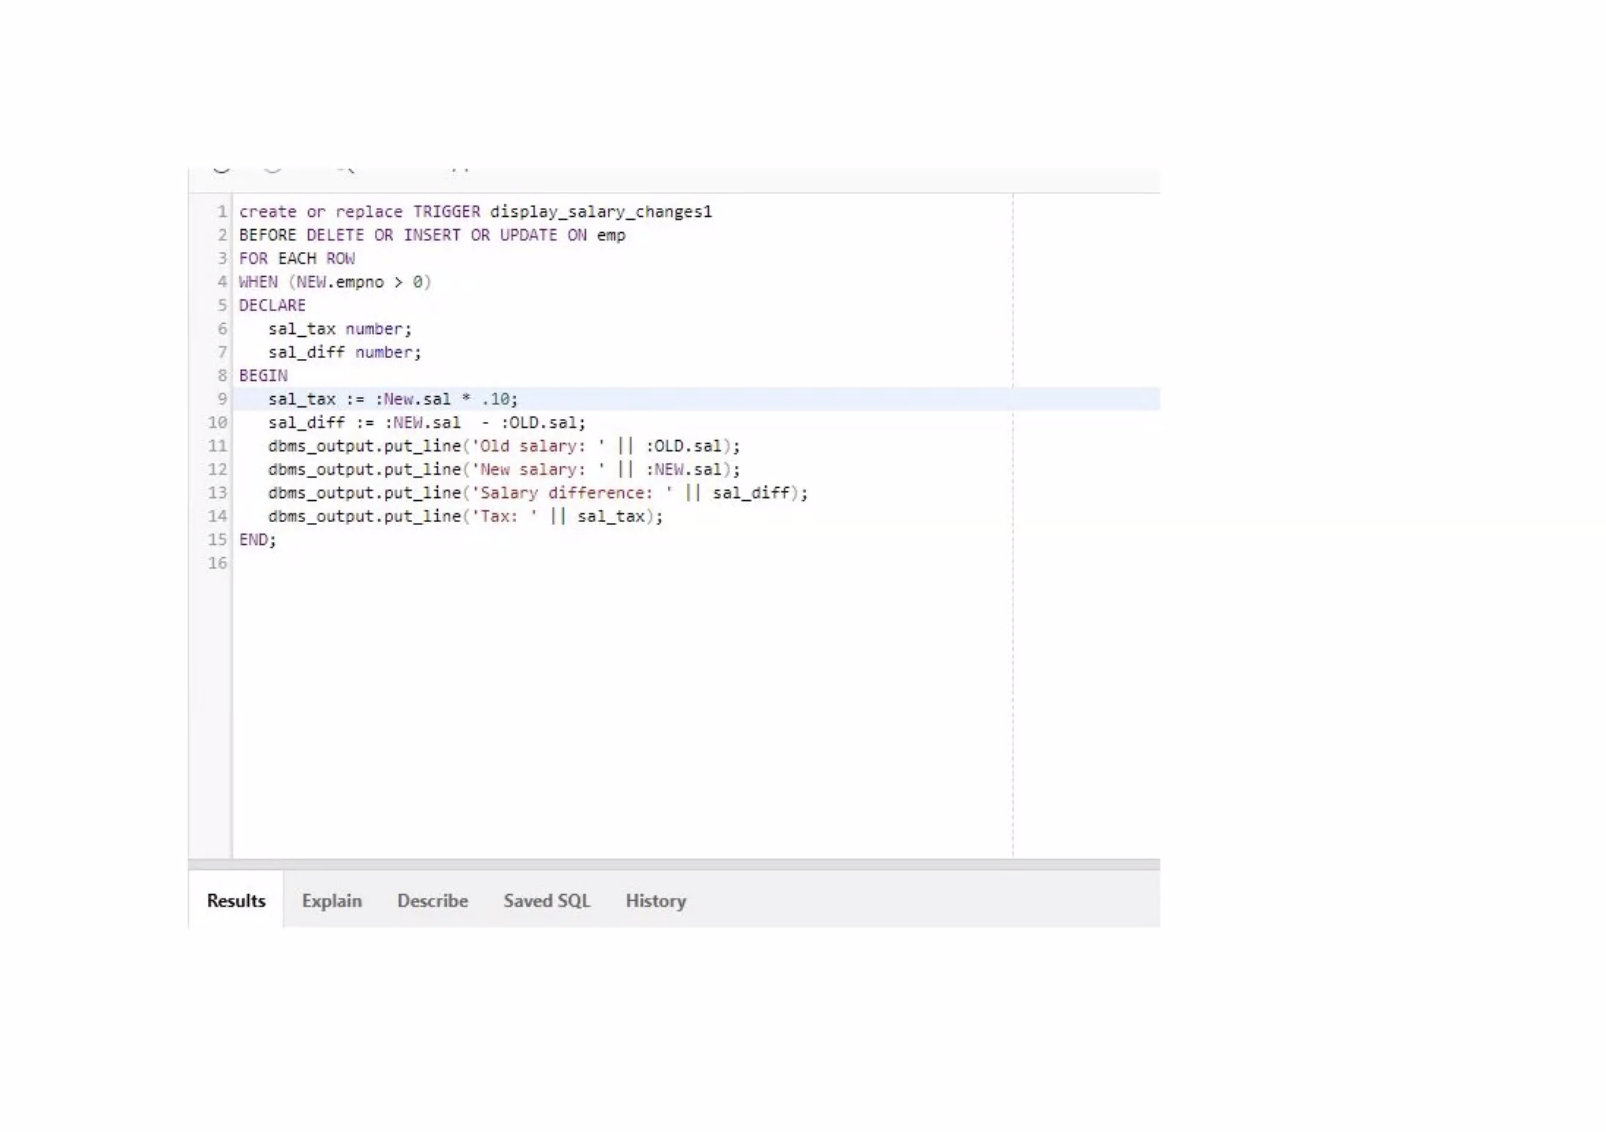 1 create or replace TRIGGER display_salary_changes1
2 BEFORE DELETE OR INSERT OR UPDATE ON emp
3 FOR EACH ROW
4 WHEN (NEW.empno > 0)
5 DECLARE
6 sal_tax number;
7 sal_diff number;
8 BEGIN
9 sal_tax := :New.sal * .10;
10 sal_diff := :NEW.sal  - :OLD.sal;
11 dbms_output.put_line('Old salary: ' || :OLD.sal);
12 dbms_output.put_line('New salary: ' || :NEW.sal);
13 dbms_output.put_line('Salary difference: ' || sal_diff);
14 dbms_output.put_line('Tax: ' || sal_tax);
15 END;
16
Results Explain Describe Saved SQL History